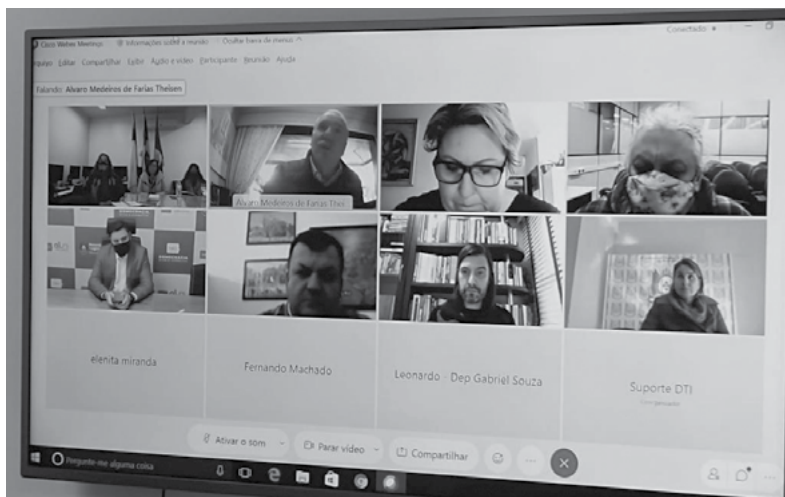 Cisco Webex Meetings Informações sobre a reunião Ocultar barra de menus Conectado
Editar Compartilhar Exibir Áudio e vídeo Participante Reunião Ajuda
Falando: Alvaro Medeiros de Farias Theisen
Alvaro Medeiros de Farias Thei
elenita miranda
Fernando Machado
Leonardo - Dep Gabriel Souza
Suporte DTI
Ativar o som
Parar vídeo
Compartilhar
Pergunte-me alguma coisa